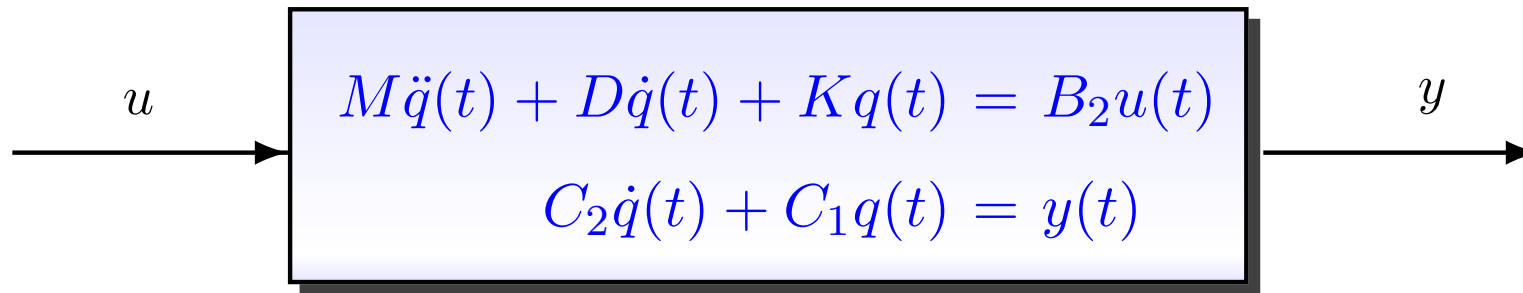 u
Mq̈(t) + Dq̇(t) + Kq(t) = B₂u(t)
C₂q̇(t) + C₁q(t) = y(t)
y